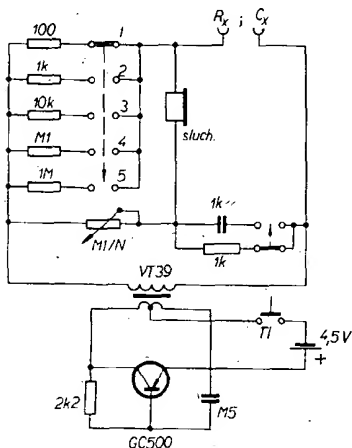 100
1
Rx ; Cx
1k
2
10k
3
sluch.
M1
4
1M
5
1k
M1/N
1k
VT39
Tl
4,5V
+
2k2
M5
GC500